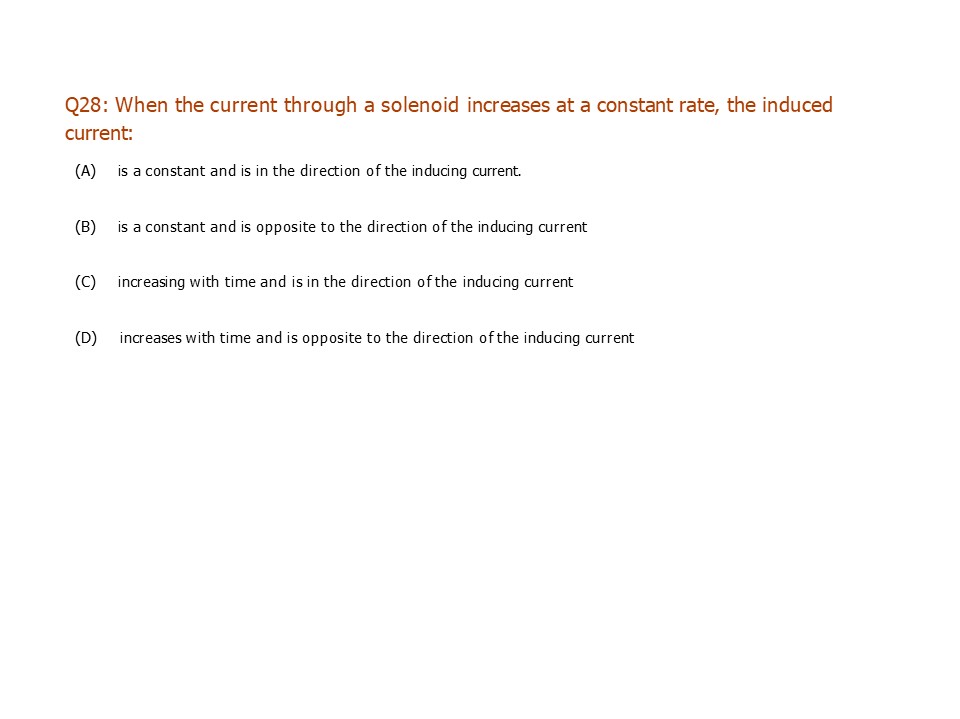 Q28: When the current through a solenoid increases at a constant rate, the induced
current:
(A) is a constant and is in the direction of the inducing current.
(B) is a constant and is opposite to the direction of the inducing current
(C) increasing with time and is in the direction of the inducing current
(D) increases with time and is opposite to the direction of the inducing current